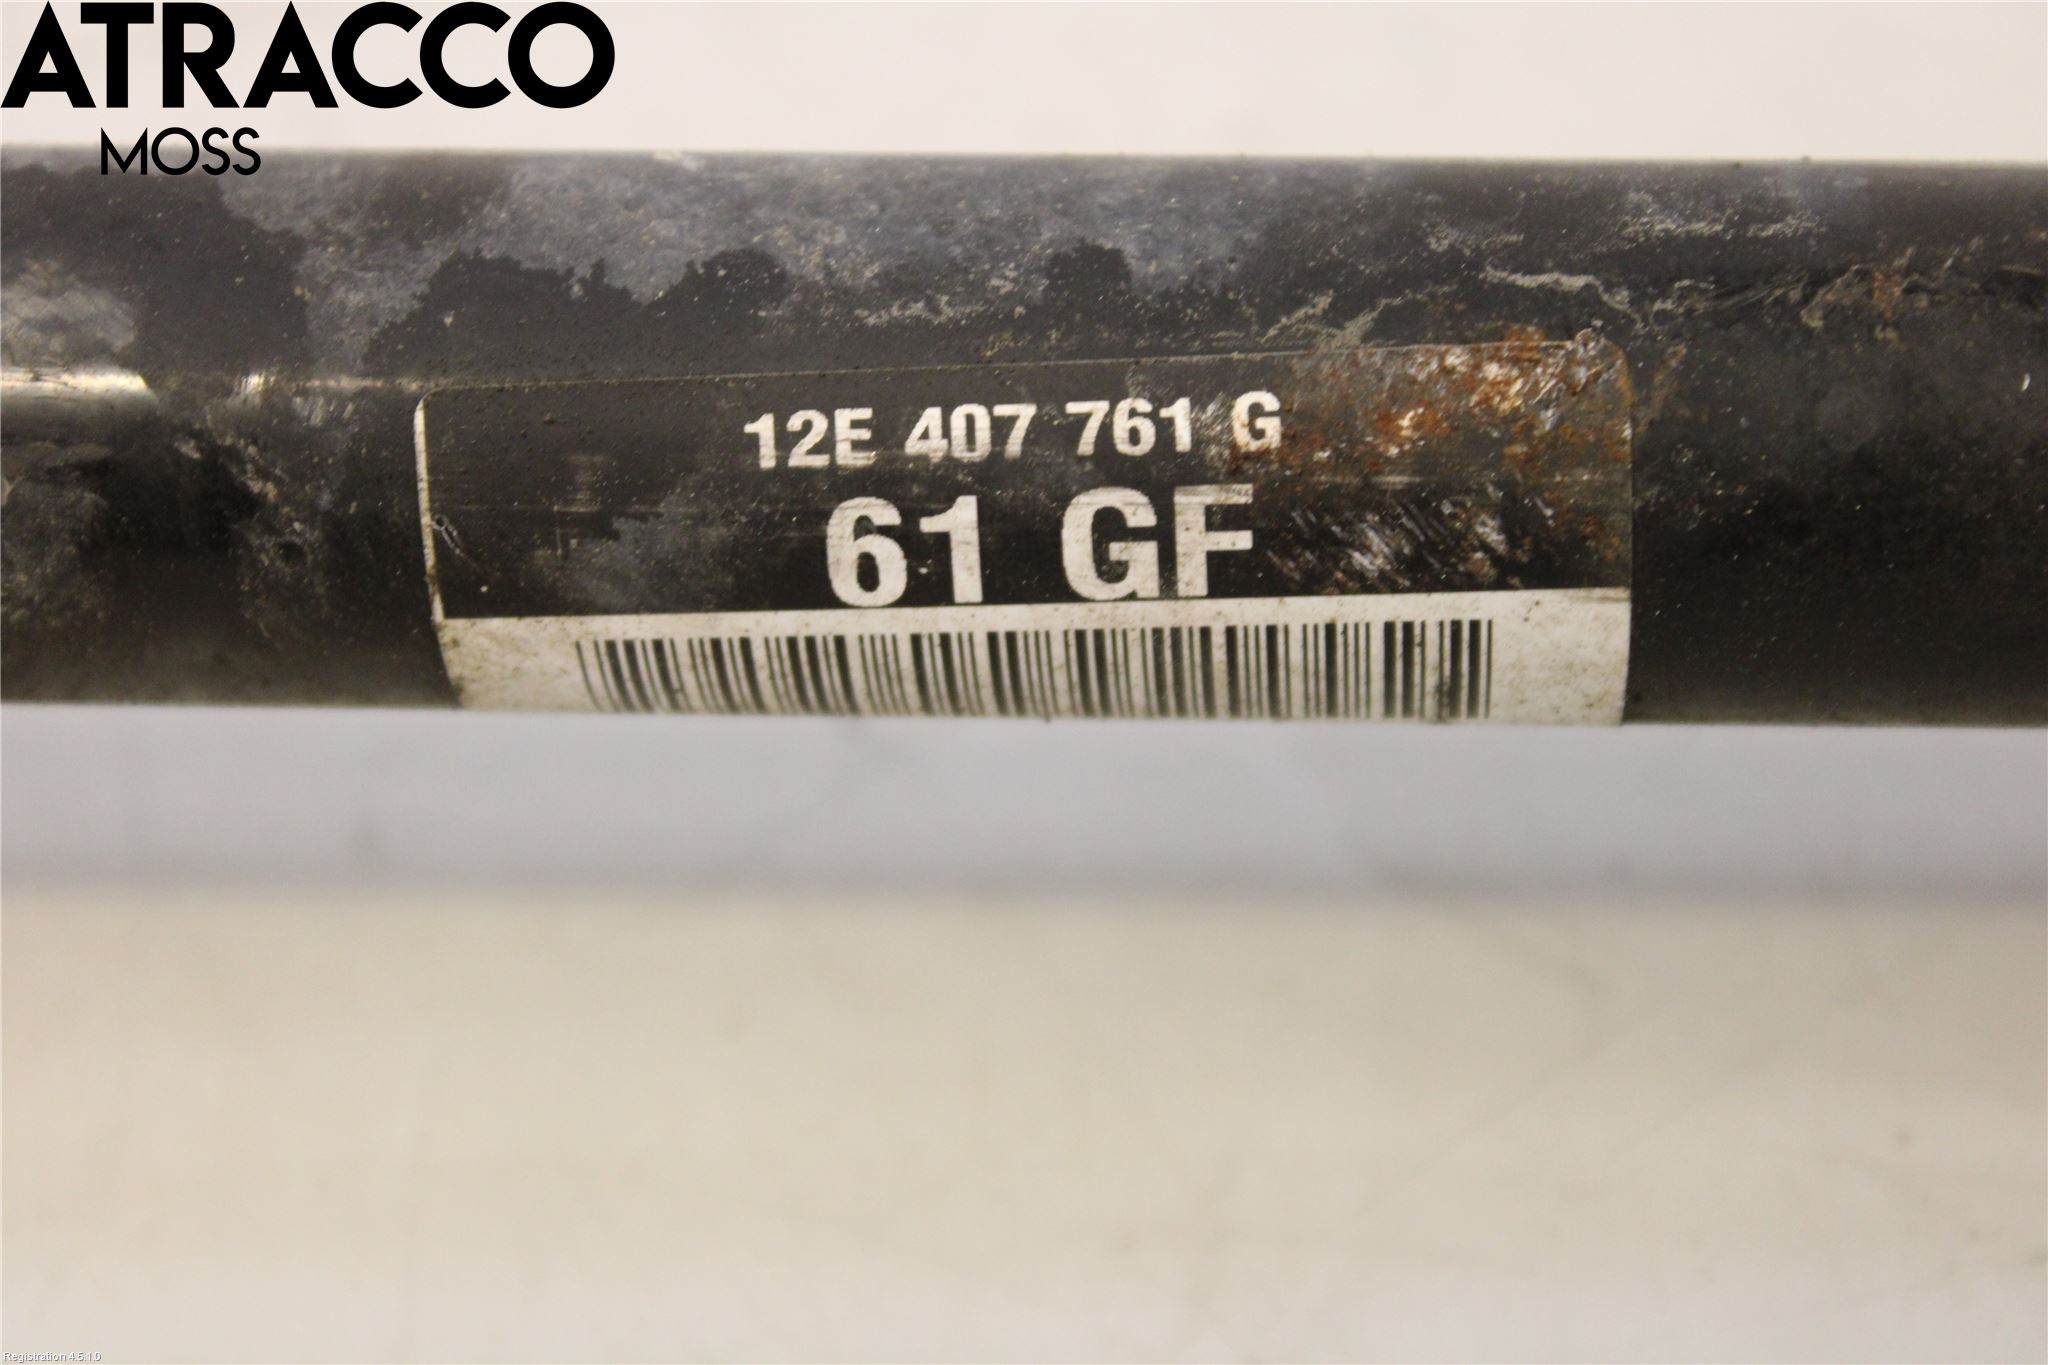 ATRACCO
MOSS
12E 407 761 G
61 GF
Registration 4.5.1.0